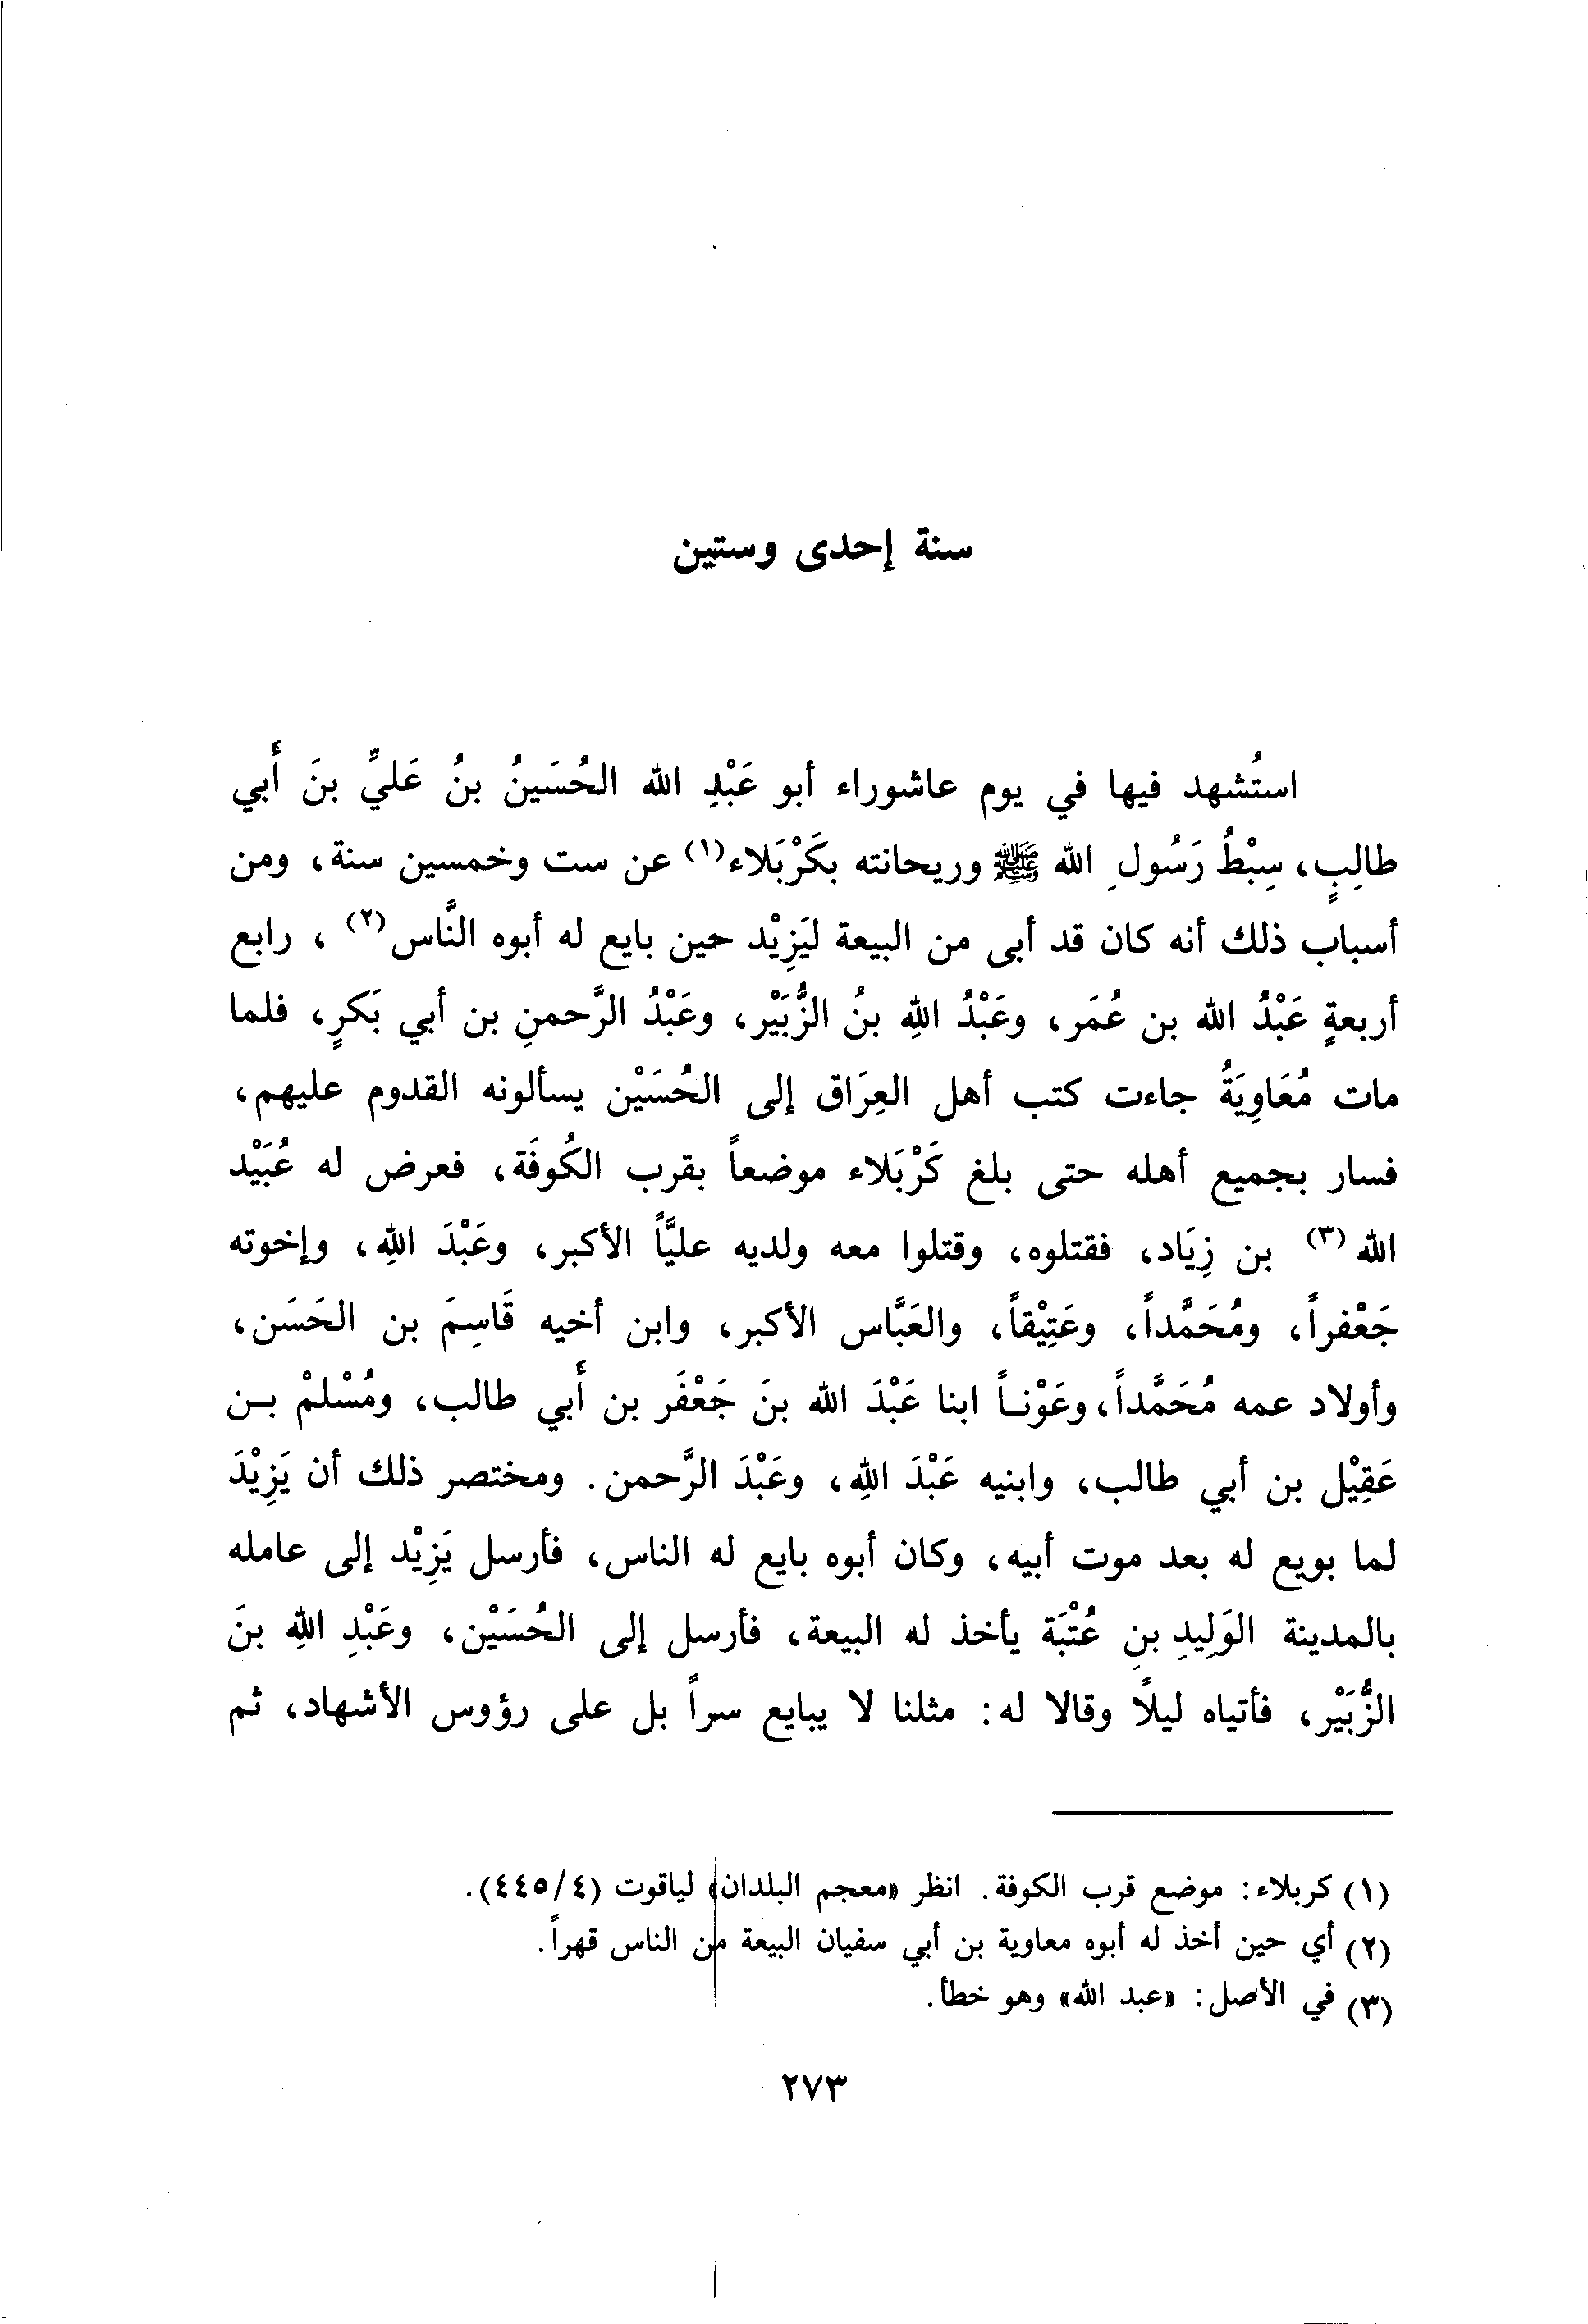 سنة إحدى وستين
استُشهد فيها في يوم عاشوراء أبو عَبْدِ الله الحُسَينُ بنُ عَليِّ بنَ أَبي
طالِبٍ، سِبْطُ رَسُولِ الله ﷺ وريحانته بكَرْبَلاء(١) عن ست وخمسين سنة، ومن
أسباب ذلك أنه كان قد أبى من البيعة ليَزِيْد حين بايع له أبوه النَّاس(٢)، رابع
أربعةٍ عَبْدُ الله بن عُمَر، وعَبْدُ اللهِ بنُ الزُّبَيْر، وعَبْدُ الرَّحمنِ بن أبي بَكرٍ، فلما
مات مُعَاوِيَةُ جاءت كتب أهل العِرَاق إلى الحُسَيْن يسألونه القدوم عليهم،
فسار بجميع أهله حتى بلغ كَرْبَلاء موضعاً بقرب الكُوفَة، فعرض له عُبَيْد
الله(٣) بن زِيَاد، فقتلوه، وقتلوا معه ولديه عليَّاً الأكبر، وعَبْدَ اللهِ، وإخوته
جَعْفراً، ومُحَمَّداً، وعَتِيْقاً، والعَبَّاس الأكبر، وابن أخيه قَاسِمَ بن الحَسَن،
وأولاد عمه مُحَمَّداً، وعَوْنـاً ابنا عَبْدَ الله بنَ جَعْفَر بن أَبي طالب، ومُسْلمْ بـن
عَقِيْل بن أبي طالب، وابنيه عَبْدَ اللهِ، وعَبْدَ الرَّحمن. ومختصر ذلك أن يَزِيْدَ
لما بويع له بعد موت أبيه، وكان أبوه بايع له الناس، فأرسل يَزِيْد إلى عامله
بالمدينة الوَلِيدِ بنِ عُتْبَة يأخذ له البيعة، فأرسل إلى الحُسَيْن، وعَبْدِ اللهِ بنَ
الزُّبَيْر، فأتياه ليلاً وقالا له: مثلنا لا يبايع سراً بل على رؤوس الأشهاد، ثم
(١) كربلاء: موضع قرب الكوفة. انظر «معجم البلدان» لياقوت (٤/٤٤٥).
(٢) أي حين أخذ له أبوه معاوية بن أبي سفيان البيعة من الناس قهراً.
(٣) في الأصل: «عبد الله» وهو خطأ.
٢٧٣